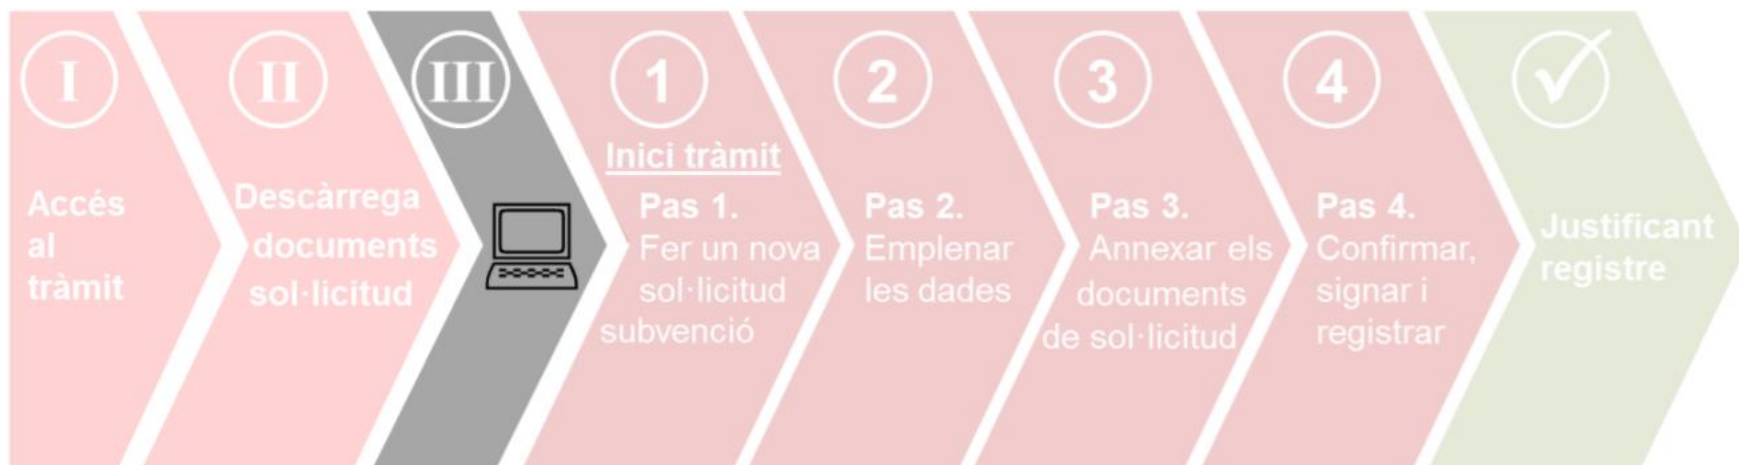 I
Accés
al
tràmit
II
Descàrrega
documents
sol·licitud
III
1
Inici tràmit
Pas 1.
Fer un nova
sol·licitud
subvenció
2
Pas 2.
Emplenar
les dades
3
Pas 3.
Annexar els
documents
de sol·licitud
4
Pas 4.
Confirmar,
signar i
registrar
Justificant
registre